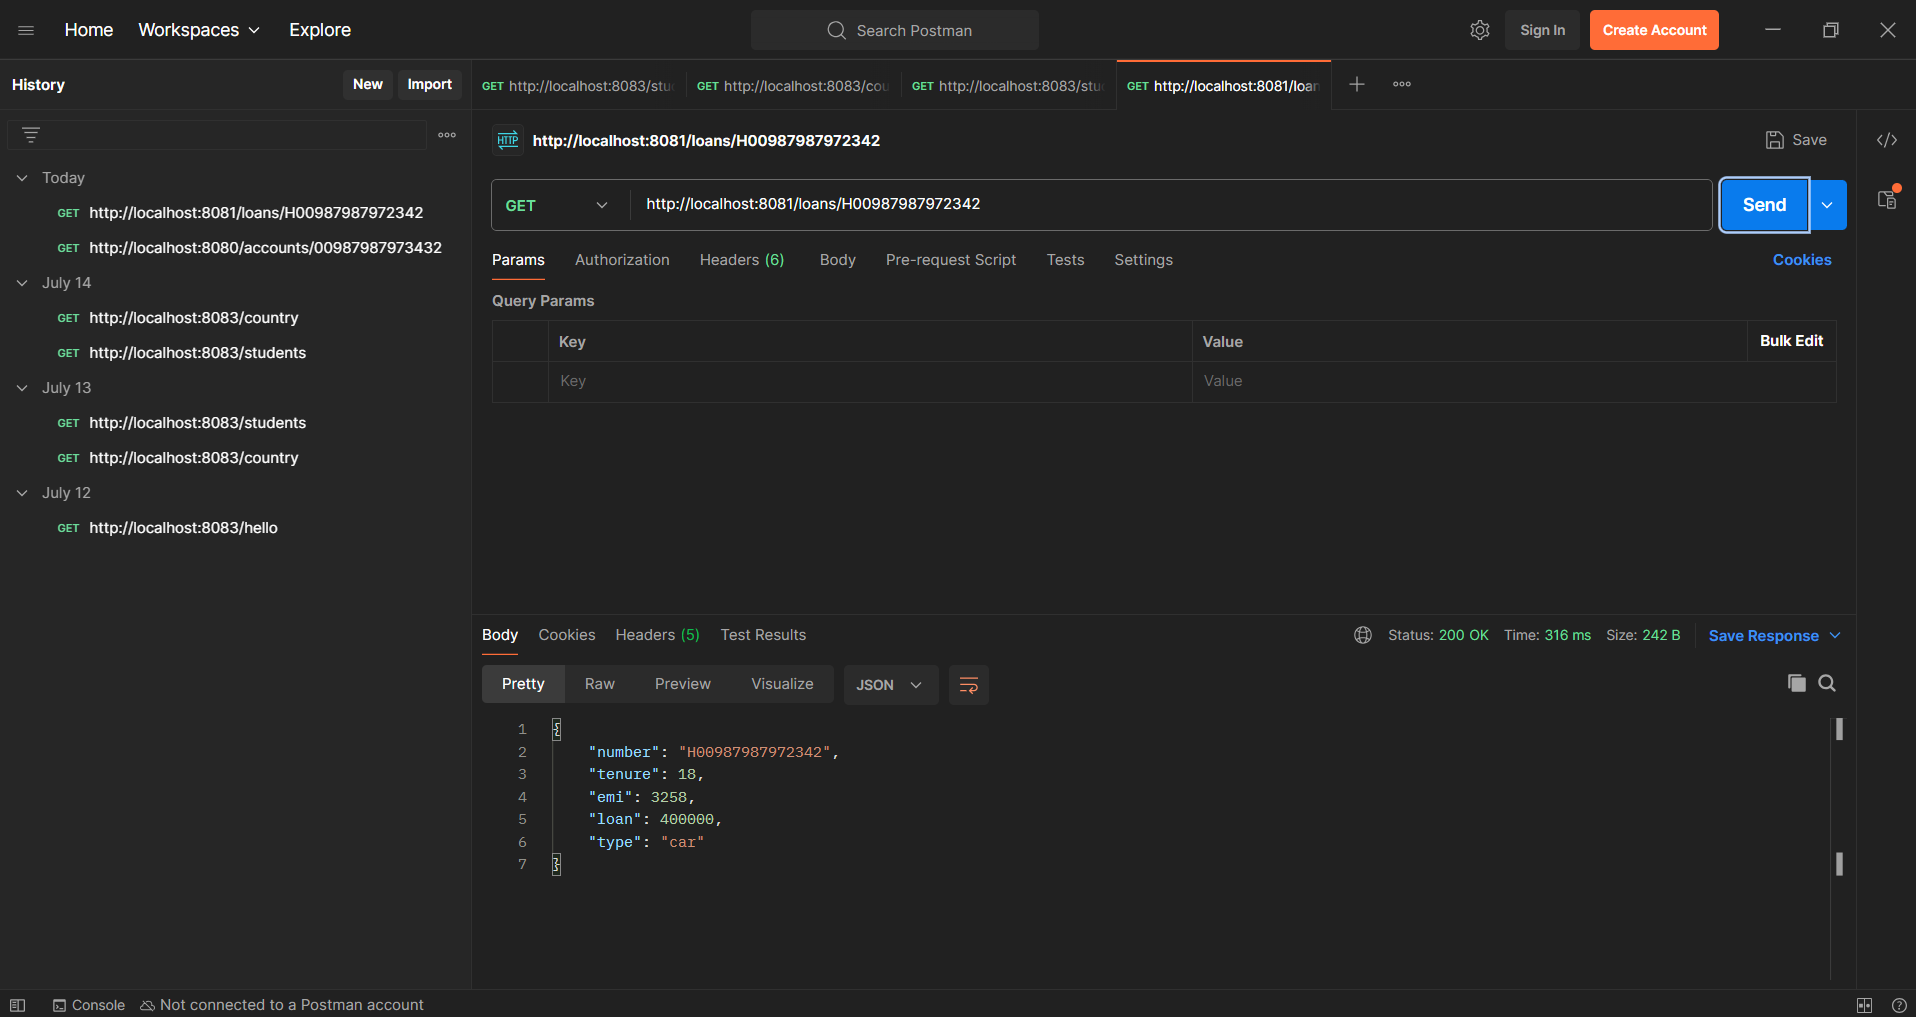 Home Workspaces Explore Search Postman Sign In Create Account
History New Import
GET http://localhost:8083/stu GET http://localhost:8083/cou GET http://localhost:8083/stu GET http://localhost:8081/loan
HTTP http://localhost:8081/loans/H00987987972342 Save
Today
GET http://localhost:8081/loans/H00987987972342
GET http://localhost:8080/accounts/00987987973432
July 14
GET http://localhost:8083/country
GET http://localhost:8083/students
July 13
GET http://localhost:8083/students
GET http://localhost:8083/country
July 12
GET http://localhost:8083/hello
GET http://localhost:8081/loans/H00987987972342 Send
Params Authorization Headers (6) Body Pre-request Script Tests Settings Cookies
Query Params
Key Value Bulk Edit
Key Value
Body Cookies Headers (5) Test Results Status: 200 OK Time: 316 ms Size: 242 B Save Response
Pretty Raw Preview Visualize JSON
1 {
2 "number": "H00987987972342",
3 "tenure": 18,
4 "emi": 3258,
5 "loan": 400000,
6 "type": "car"
7 }
Console Not connected to a Postman account